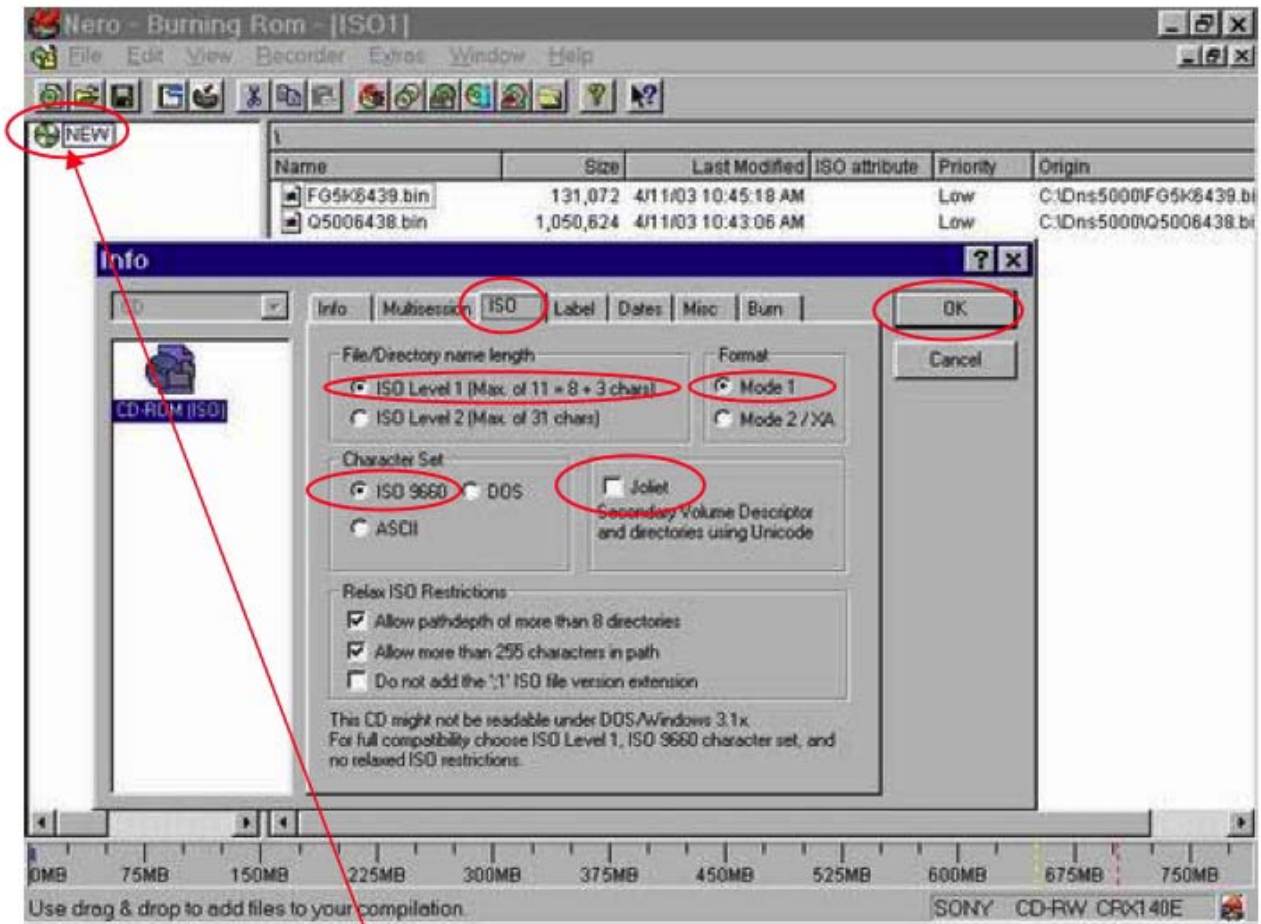 Nero - Burning Rom - [ISO1]
File Edit View Recorder Extras Window Help
NEW
\
Name Size Last Modified ISO attribute Priority Origin
FG5K6439.bin 131,072 4/11/03 10:45:18 AM Low C:\Dns5000\FG5K6439.bi
Q5006438.bin 1,050,624 4/11/03 10:43:06 AM Low C:\Dns5000\Q5006438.bi
Info
CD
Info Multisession ISO Label Dates Misc Burn
OK
Cancel
CD-ROM (ISO)
File/Directory name length
ISO Level 1 (Max. of 11 = 8 + 3 chars)
ISO Level 2 (Max. of 31 chars)
Format
Mode 1
Mode 2 / XA
Character Set
ISO 9660 DOS
ASCII
Joliet
Secondary Volume Descriptor
and directories using Unicode
Relax ISO Restrictions
Allow pathdepth of more than 8 directories
Allow more than 255 characters in path
Do not add the ';1' ISO file version extension
This CD might not be readable under DOS/Windows 3.1x.
For full compatibility choose ISO Level 1, ISO 9660 character set, and
no relaxed ISO restrictions.
0MB 75MB 150MB 225MB 300MB 375MB 450MB 525MB 600MB 675MB 750MB
Use drag & drop to add files to your compilation.
SONY CD-RW CRX140E